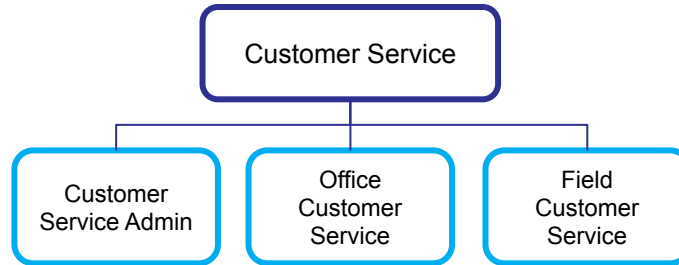 Customer Service
Customer
Service Admin
Office
Customer
Service
Field
Customer
Service